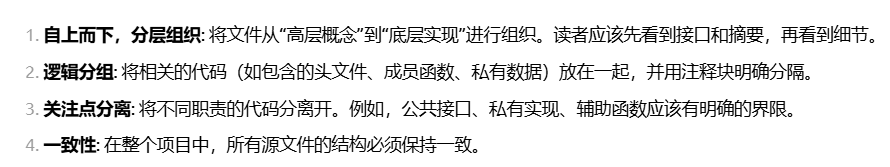 1. 自上而下，分层组织: 将文件从“高层概念”到“底层实现”进行组织。读者应该先看到接口和摘要，再看到细节。
2. 逻辑分组: 将相关的代码（如包含的头文件、成员函数、私有数据）放在一起，并用注释块明确分隔。
3. 关注点分离: 将不同职责的代码分离开。例如，公共接口、私有实现、辅助函数应该有明确的界限。
4. 一致性: 在整个项目中，所有源文件的结构必须保持一致。